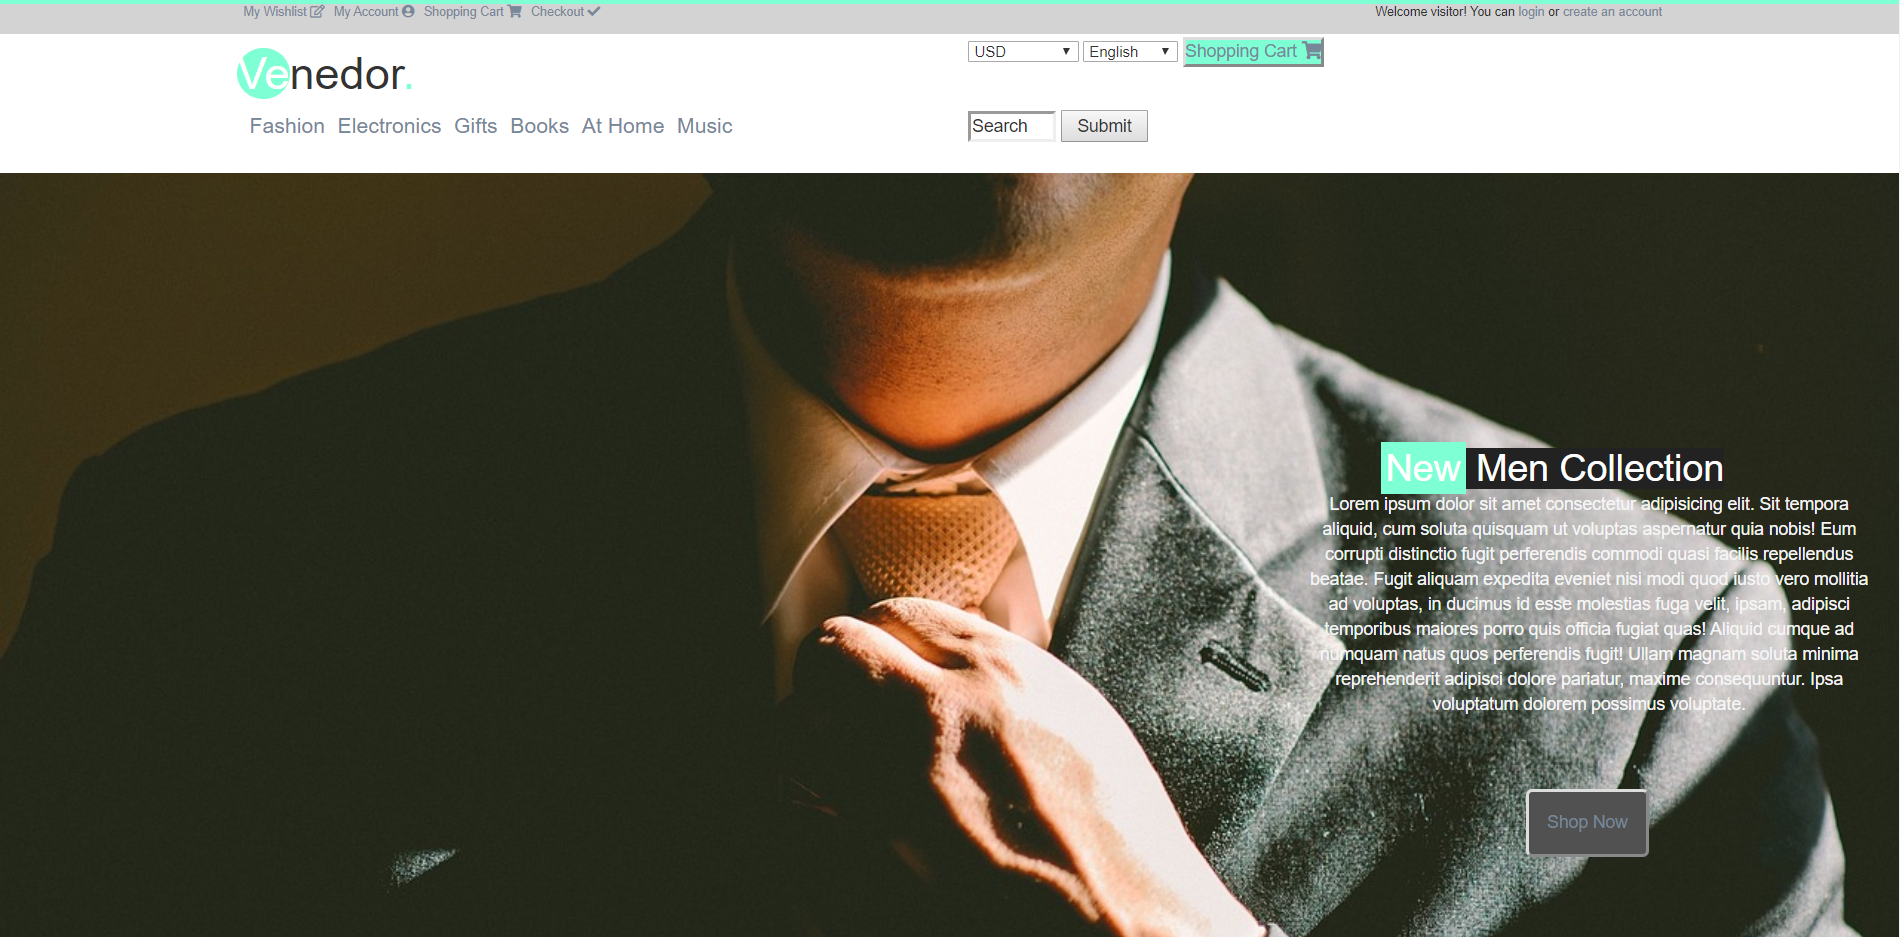 My Wishlist My Account Shopping Cart Checkout
Welcome visitor! You can login or create an account
Venedor.
USD English Shopping Cart
Fashion Electronics Gifts Books At Home Music
Search Submit
New Men Collection
Lorem ipsum dolor sit amet consectetur adipisicing elit. Sit tempora
aliquid, cum soluta quisquam ut voluptas aspernatur quia nobis! Eum
corrupti distinctio fugit perferendis commodi quasi facilis repellendus
beatae. Fugit aliquam expedita eveniet nisi modi quod iusto vero mollitia
ad voluptas, in ducimus id esse molestias fuga velit, ipsam, adipisci
temporibus maiores porro quis officia fugiat quas! Aliquid cumque ad
numquam natus quos perferendis fugit! Ullam magnam soluta minima
reprehenderit adipisci dolore pariatur, maxime consequuntur. Ipsa
voluptatum dolorem possimus voluptate.
Shop Now